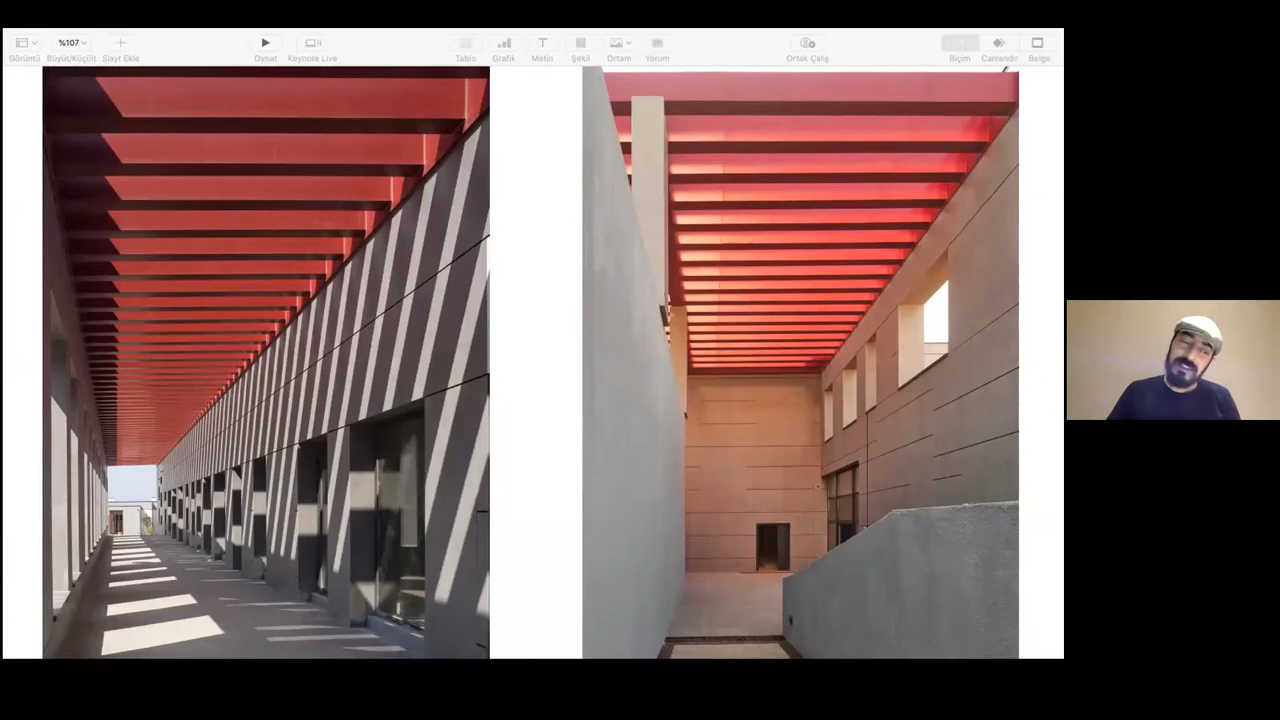 %107
Görüntü Büyüt/Küçült Slayt Ekle Oynat Keynote Live Tablo Grafik Metin Şekil Ortam Yorum Ortak Çalış Biçim Canlandır Belge